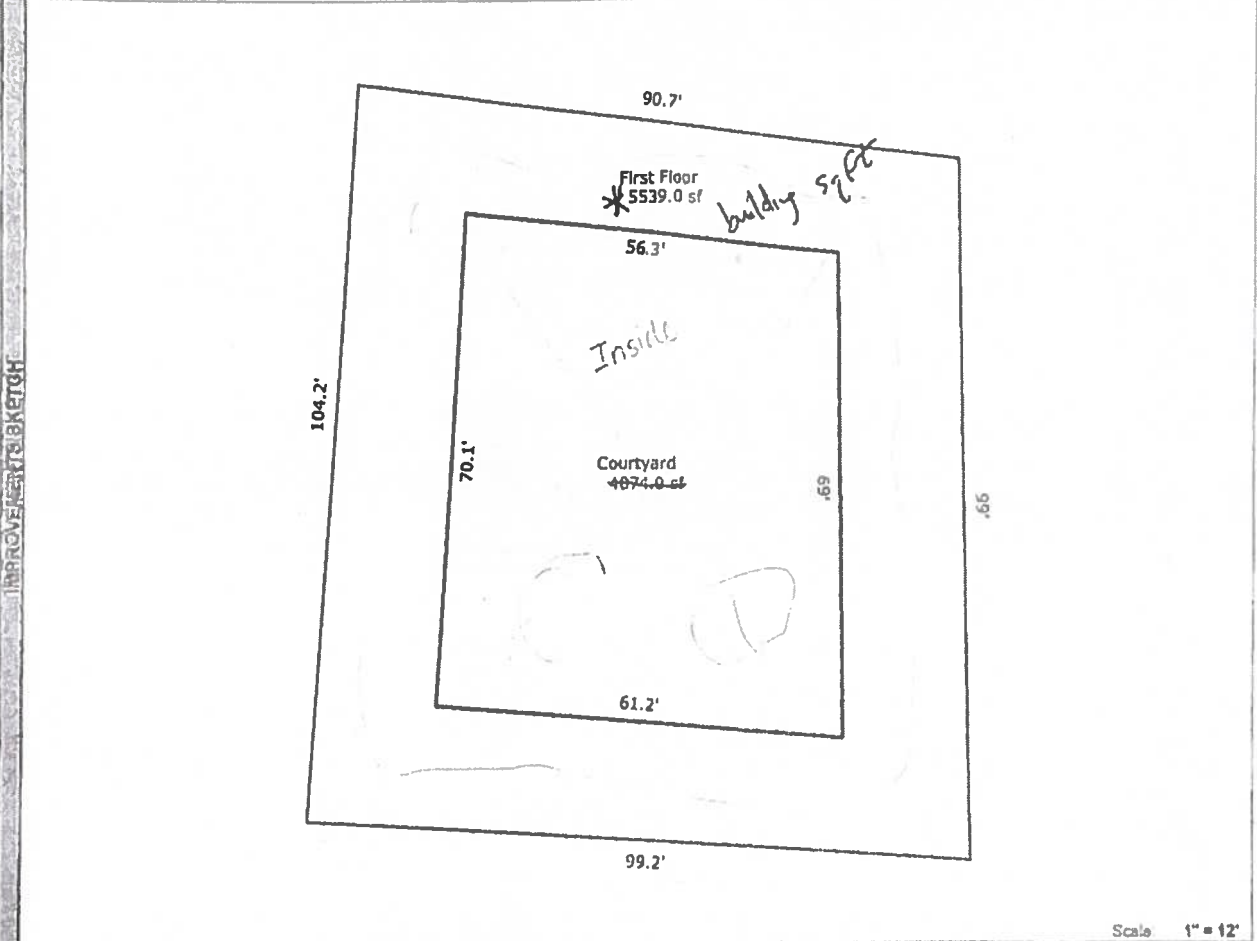 90.7'
First Floor
5539.0 sf
building sqft
56.3'
Inside
104.2'
70.1'
Courtyard
4074.0 sf
69'
99'
61.2'
99.2'
IMPROVEMENTS SKETCH
Scale 1" = 12'